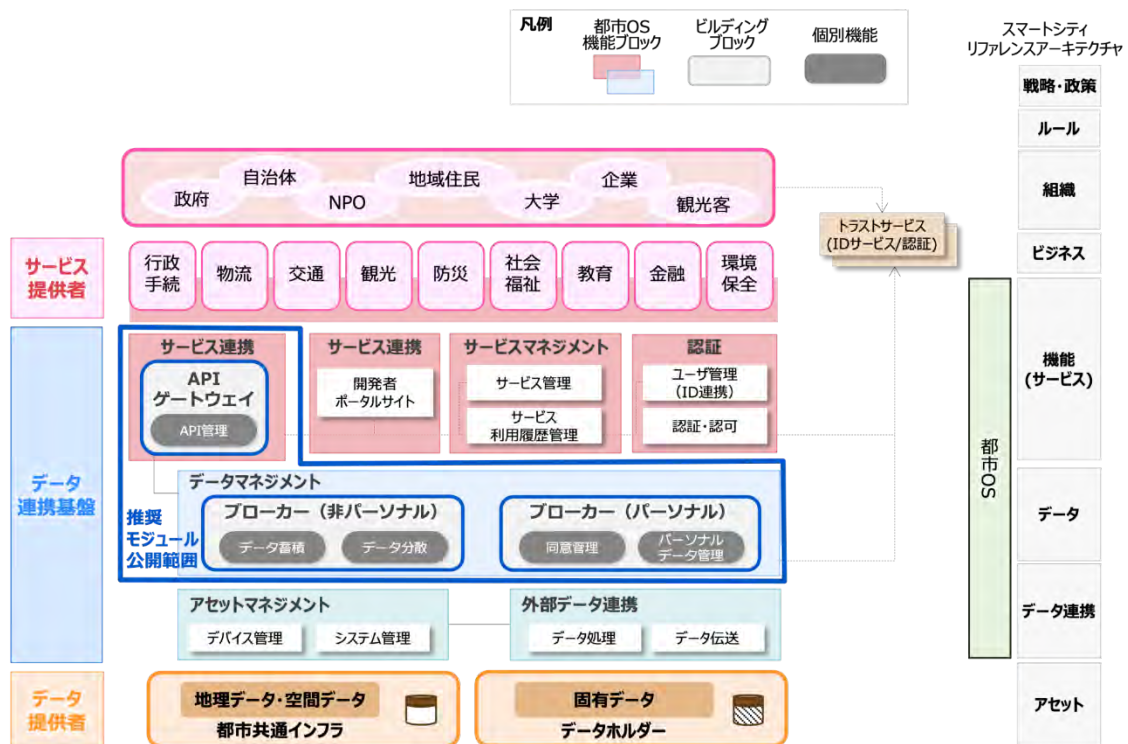 凡例
都市OS
機能ブロック
ビルディング
ブロック
個別機能
スマートシティ
リファレンスアーキテクチャ
戦略・政策
ルール
組織
ビジネス
機能
(サービス)
データ
データ連携
アセット
都市OS
政府
自治体
NPO
地域住民
大学
企業
観光客
トラストサービス
(IDサービス/認証)
サービス
提供者
行政
手続
物流
交通
観光
防災
社会
福祉
教育
金融
環境
保全
データ
連携基盤
サービス連携
API
ゲートウェイ
API管理
サービス連携
開発者
ポータルサイト
サービスマネジメント
サービス管理
サービス
利用履歴管理
認証
ユーザ管理
(ID連携)
認証・認可
推奨
モジュール
公開範囲
データマネジメント
ブローカー（非パーソナル）
データ蓄積
データ分散
ブローカー（パーソナル）
同意管理
パーソナル
データ管理
アセットマネジメント
デバイス管理
システム管理
外部データ連携
データ処理
データ伝送
データ
提供者
地理データ・空間データ
都市共通インフラ
固有データ
データホルダー